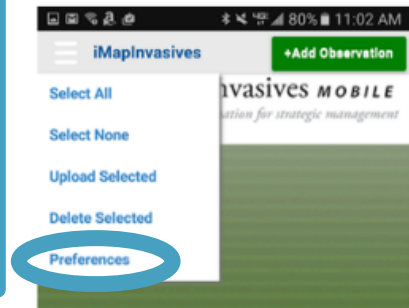 80% 11:02 AM
iMapInvasives
+Add Observation
Select All
nvasives MOBILE
ation for strategic management
Select None
Upload Selected
Delete Selected
Preferences